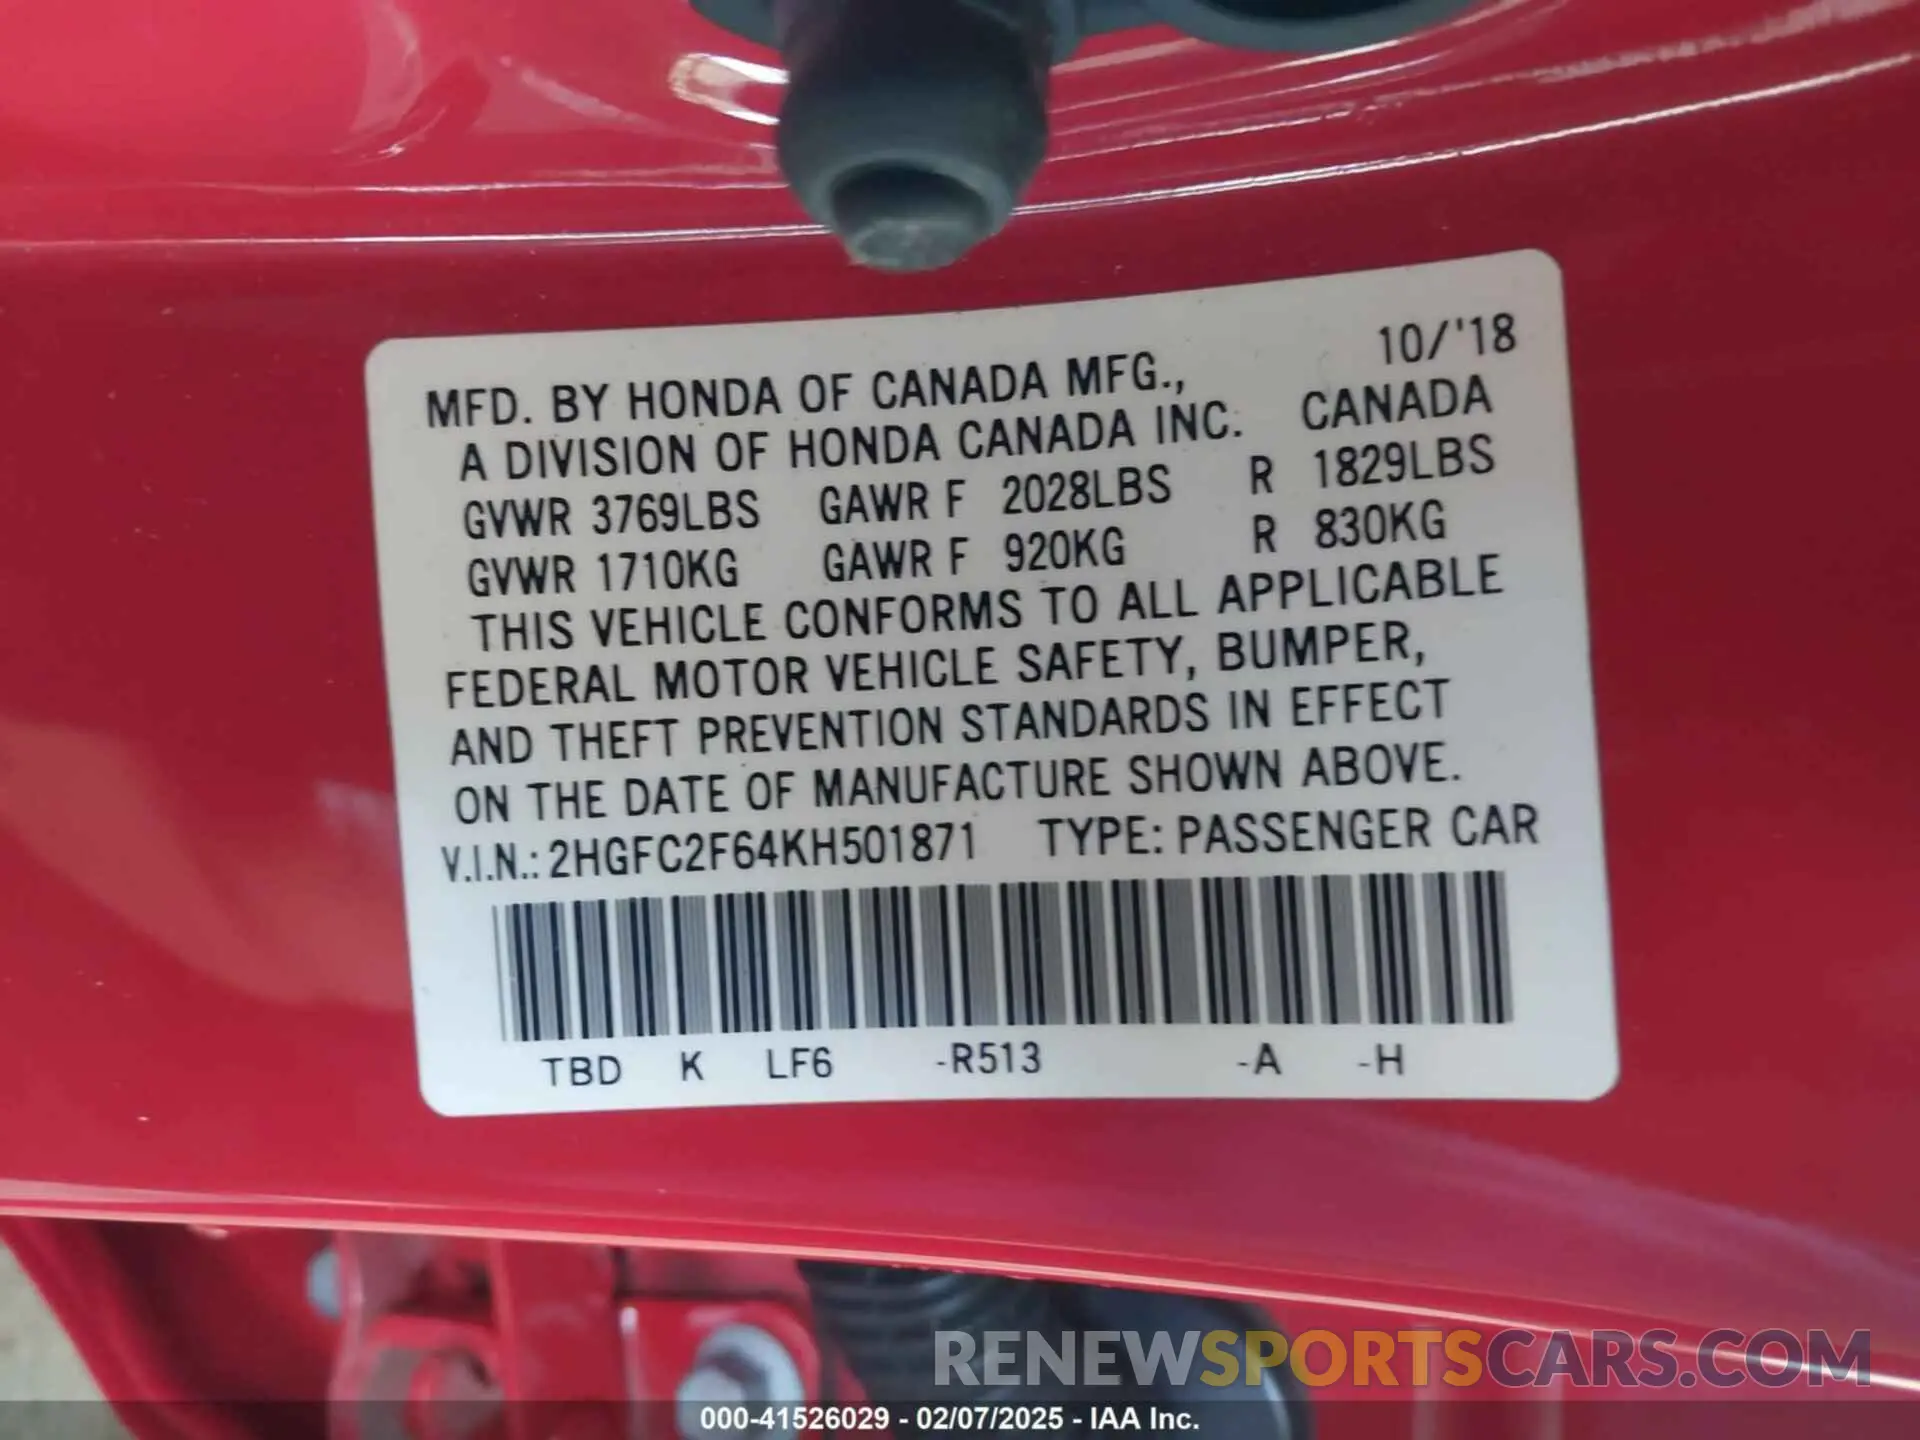 10/'18
MFD. BY HONDA OF CANADA MFG.,
A DIVISION OF HONDA CANADA INC. CANADA
GVWR 3769LBS GAWR F 2028LBS R 1829LBS
GVWR 1710KG GAWR F 920KG R 830KG
THIS VEHICLE CONFORMS TO ALL APPLICABLE
FEDERAL MOTOR VEHICLE SAFETY, BUMPER,
AND THEFT PREVENTION STANDARDS IN EFFECT
ON THE DATE OF MANUFACTURE SHOWN ABOVE.
V.I.N.: 2HGFC2F64KH501871 TYPE: PASSENGER CAR
TBD K LF6 -R513 -A -H
RENEWSPORTSCARS.COM
000-41526029 - 02/07/2025 - IAA Inc.